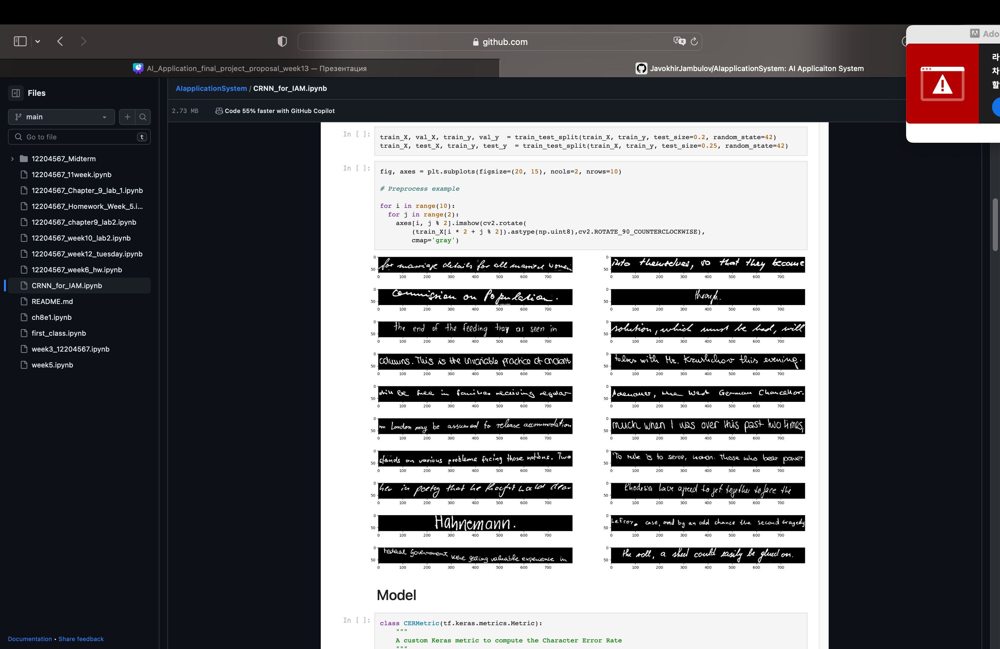 github.com
Ado
AI_Application_final_project_proposal_week13 — Презентация
JavokhirJambulov/AIapplicationSystem: AI Applicaiton System
라
차
할
Files
AIapplicationSystem / CRNN_for_IAM.ipynb
2.73 MB
Code 55% faster with GitHub Copilot
main
Go to file
t
12204567_Midterm
12204567_11week.ipynb
12204567_Chapter_9_lab_1.ipynb
12204567_Homework_Week_5.i...
12204567_chapter9_lab2.ipynb
12204567_week10_lab2.ipynb
12204567_week12_tuesday.ipynb
12204567_week6_hw.ipynb
CRNN_for_IAM.ipynb
README.md
ch8e1.ipynb
first_class.ipynb
week3_12204567.ipynb
week5.ipynb
Documentation • Share feedback
In [ ]:
train_X, val_X, train_y, val_y  = train_test_split(train_X, train_y, test_size=0.2, random_state=42)
train_X, test_X, train_y, test_y  = train_test_split(train_X, train_y, test_size=0.25, random_state=42)
In [ ]:
fig, axes = plt.subplots(figsize=(20, 15), ncols=2, nrows=10)
# Preprocess example
for i in range(10):
  for j in range(2):
    axes[i, j % 2].imshow(cv2.rotate(
        (train_X[i * 2 + j % 2]).astype(np.uint8),cv2.ROTATE_90_COUNTERCLOCKWISE),
        cmap='gray')
for marriage details for all married women
0 50
0 100 200 300 400 500 600 700
into themselves, so that they become
0 50
0 100 200 300 400 500 600 700
Commission on Population.
0 50
0 100 200 300 400 500 600 700
through.
0 50
0 100 200 300 400 500 600 700
the end of the feeding tray as seen in
0 50
0 100 200 300 400 500 600 700
solution, which must be had, will
0 50
0 100 200 300 400 500 600 700
columns. This is the invariable practice of ancient
0 50
0 100 200 300 400 500 600 700
talks with Mr. Krushchov this evening.
0 50
0 100 200 300 400 500 600 700
still be free in families receiving regular
0 50
0 100 200 300 400 500 600 700
Adenauer, the West German Chancellor.
0 50
0 100 200 300 400 500 600 700
in London may be assumed to release accommodation
0 50
0 100 200 300 400 500 600 700
much when I was over this past two times,
0 50
0 100 200 300 400 500 600 700
stands on various problems facing those nations. Two
0 50
0 100 200 300 400 500 600 700
'To rule is to serve, woman. Those who bear power
0 50
0 100 200 300 400 500 600 700
her in poetry that he thought would clear
0 50
0 100 200 300 400 500 600 700
Rhodesia have agreed to get together to face the
0 50
0 100 200 300 400 500 600 700
Hahnemann.
0 50
0 100 200 300 400 500 600 700
Lefroy case, and by an odd chance the second tragedy
0 50
0 100 200 300 400 500 600 700
Federal Government were getting valuable experience in
0 50
0 100 200 300 400 500 600 700
the roll, a sheet could easily be glued on.
0 50
0 100 200 300 400 500 600 700
Model
In [ ]:
class CERMetric(tf.keras.metrics.Metric):
    """
    A custom Keras metric to compute the Character Error Rate
    """